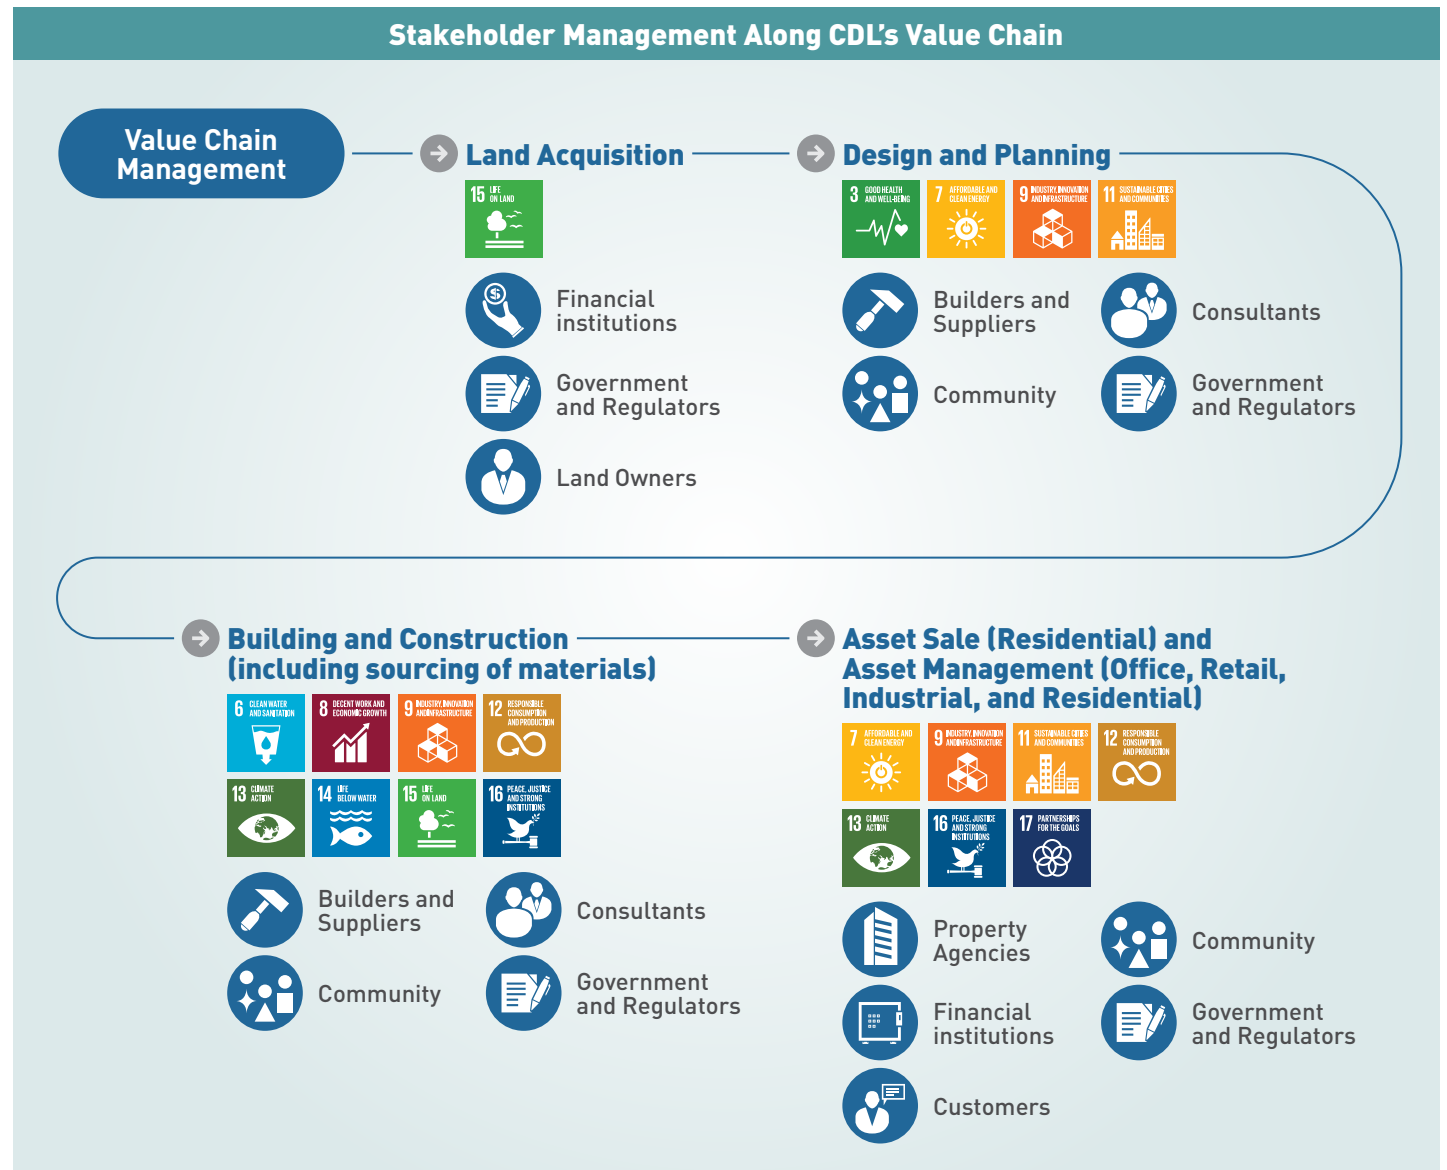 Stakeholder Management Along CDL's Value Chain
Value Chain
Management
Land Acquisition
15 LIFE
ON LAND
Financial
institutions
Government
and Regulators
Land Owners
Design and Planning
3 GOOD HEALTH
AND WELL-BEING
7 AFFORDABLE AND
CLEAN ENERGY
9 INDUSTRY, INNOVATION
AND INFRASTRUCTURE
11 SUSTAINABLE CITIES
AND COMMUNITIES
Builders and
Suppliers
Consultants
Community
Government
and Regulators
Building and Construction
(including sourcing of materials)
6 CLEAN WATER
AND SANITATION
8 DECENT WORK AND
ECONOMIC GROWTH
9 INDUSTRY, INNOVATION
AND INFRASTRUCTURE
12 RESPONSIBLE
CONSUMPTION
AND PRODUCTION
13 CLIMATE
ACTION
14 LIFE
BELOW WATER
15 LIFE
ON LAND
16 PEACE, JUSTICE
AND STRONG
INSTITUTIONS
Builders and
Suppliers
Consultants
Community
Government
and Regulators
Asset Sale (Residential) and
Asset Management (Office, Retail,
Industrial, and Residential)
7 AFFORDABLE AND
CLEAN ENERGY
9 INDUSTRY, INNOVATION
AND INFRASTRUCTURE
11 SUSTAINABLE CITIES
AND COMMUNITIES
12 RESPONSIBLE
CONSUMPTION
AND PRODUCTION
13 CLIMATE
ACTION
16 PEACE, JUSTICE
AND STRONG
INSTITUTIONS
17 PARTNERSHIPS
FOR THE GOALS
Property
Agencies
Community
Financial
institutions
Government
and Regulators
Customers